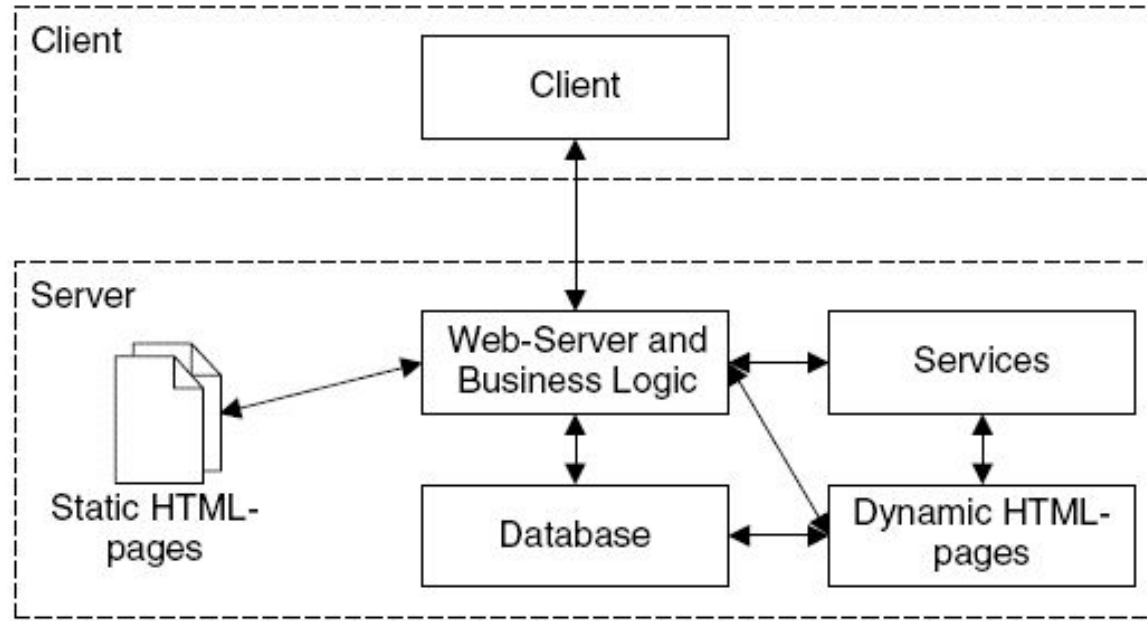 Client
Client
Server
Web-Server and
Business Logic
Services
Static HTML-
pages
Database
Dynamic HTML-
pages